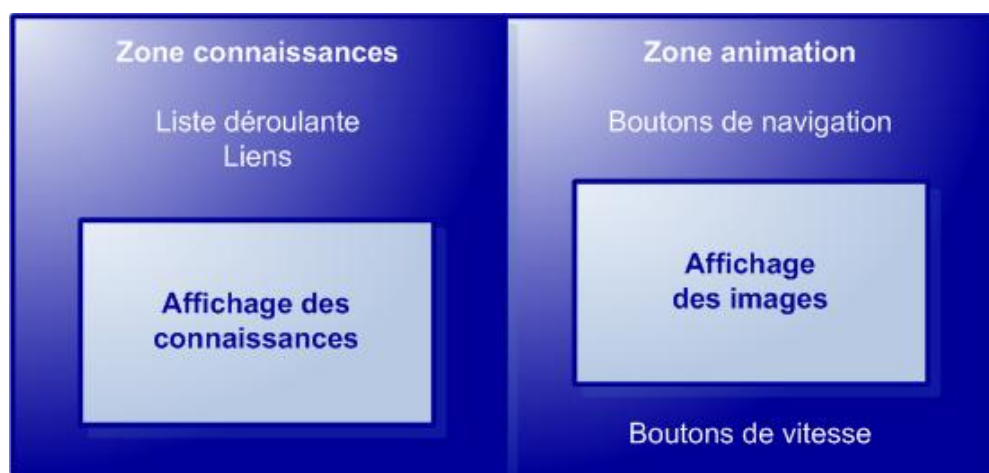 Zone connaissances
Liste déroulante
Liens
Affichage des
connaissances
Zone animation
Boutons de navigation
Affichage
des images
Boutons de vitesse